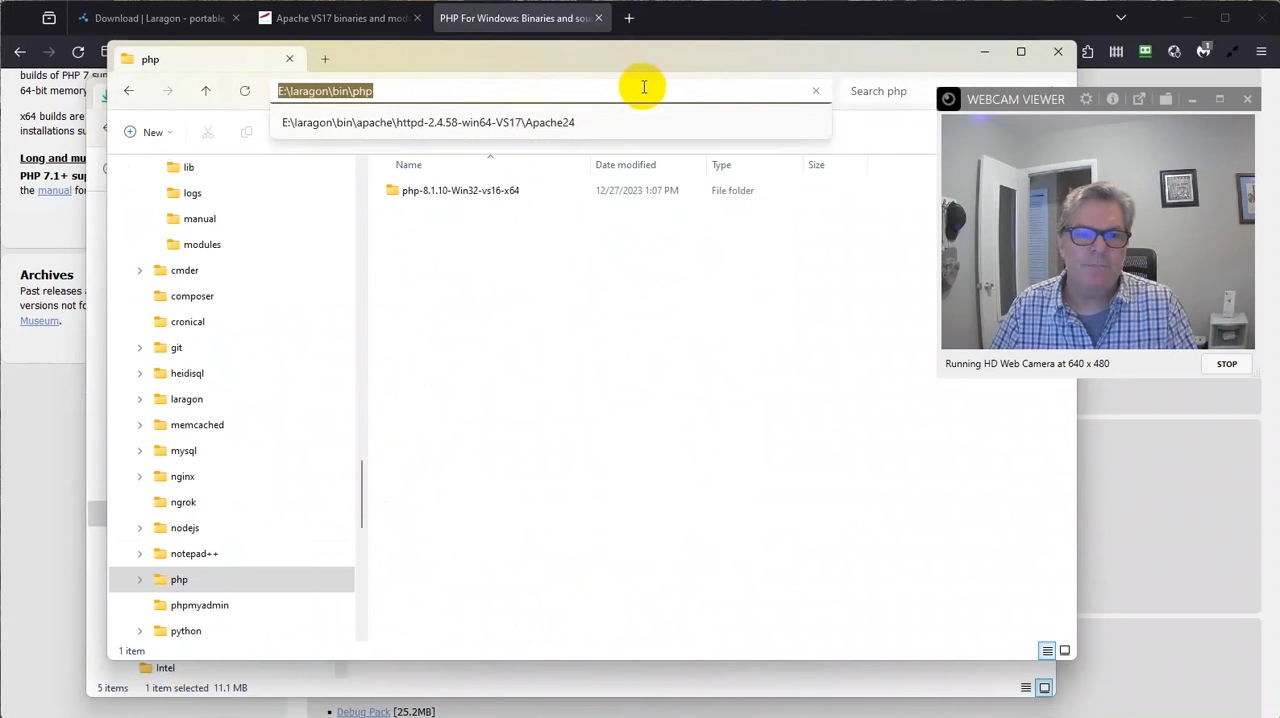 Download | Laragon - portable,
Apache VS17 binaries and mod
PHP For Windows: Binaries and sou
builds of PHP 7 sup
64-bit memory
x64 builds are
installations su
Long and mu
PHP 7.1+ sup
the manual for
Archives
Past releases a
versions not fo
Museum.
php
E:\laragon\bin\php
Search php
E:\laragon\bin\apache\httpd-2.4.58-win64-VS17\Apache24
New
Name
Date modified
Type
Size
php-8.1.10-Win32-vs16-x64
12/27/2023 1:07 PM
File folder
lib
logs
manual
modules
cmder
composer
cronical
git
heidisql
laragon
memcached
mysql
nginx
ngrok
nodejs
notepad++
php
phpmyadmin
python
1 item
Intel
5 items
1 item selected 11.1 MB
Debug Pack [25.2MB]
WEBCAM VIEWER
Running HD Web Camera at 640 x 480
STOP
1